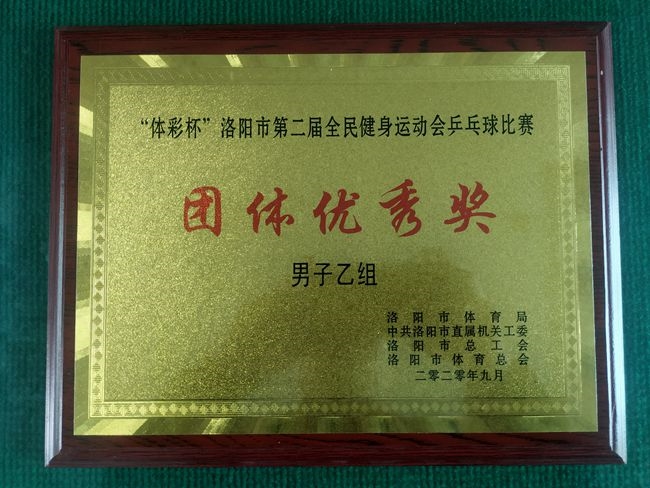 “体彩杯”洛阳市第二届全民健身运动会乒乓球比赛
团体优秀奖
男子乙组
洛阳市体育局
中共洛阳市直属机关工委
洛阳市总工会
洛阳市体育总会
二零二零年九月